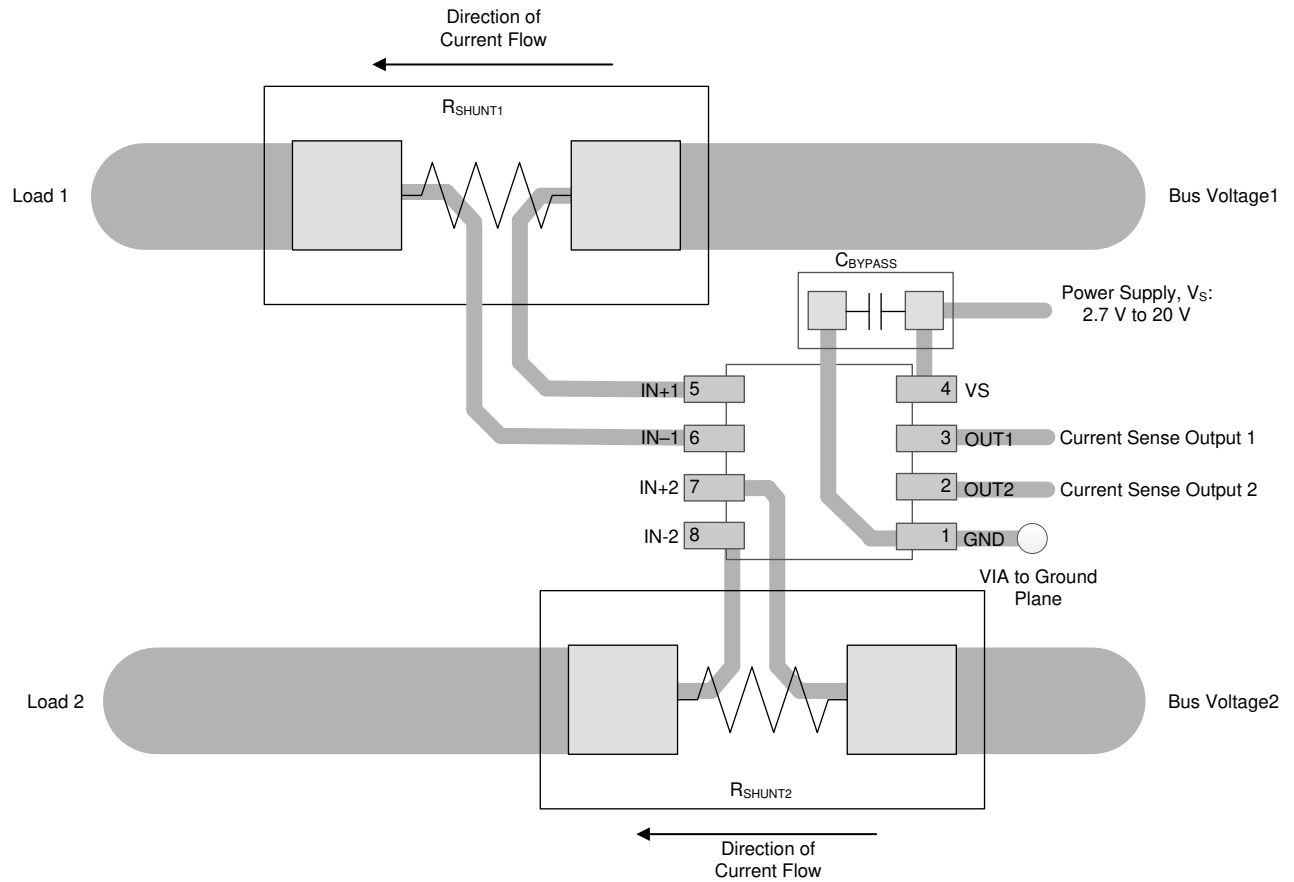 Direction of
Current Flow
RSHUNT1
Load 1
Bus Voltage1
CBYPASS
Power Supply, VS:
2.7 V to 20 V
IN+1 5
4 VS
IN–1 6
3 OUT1 Current Sense Output 1
IN+2 7
2 OUT2 Current Sense Output 2
IN-2 8
1 GND
VIA to Ground
Plane
Load 2
Bus Voltage2
RSHUNT2
Direction of
Current Flow